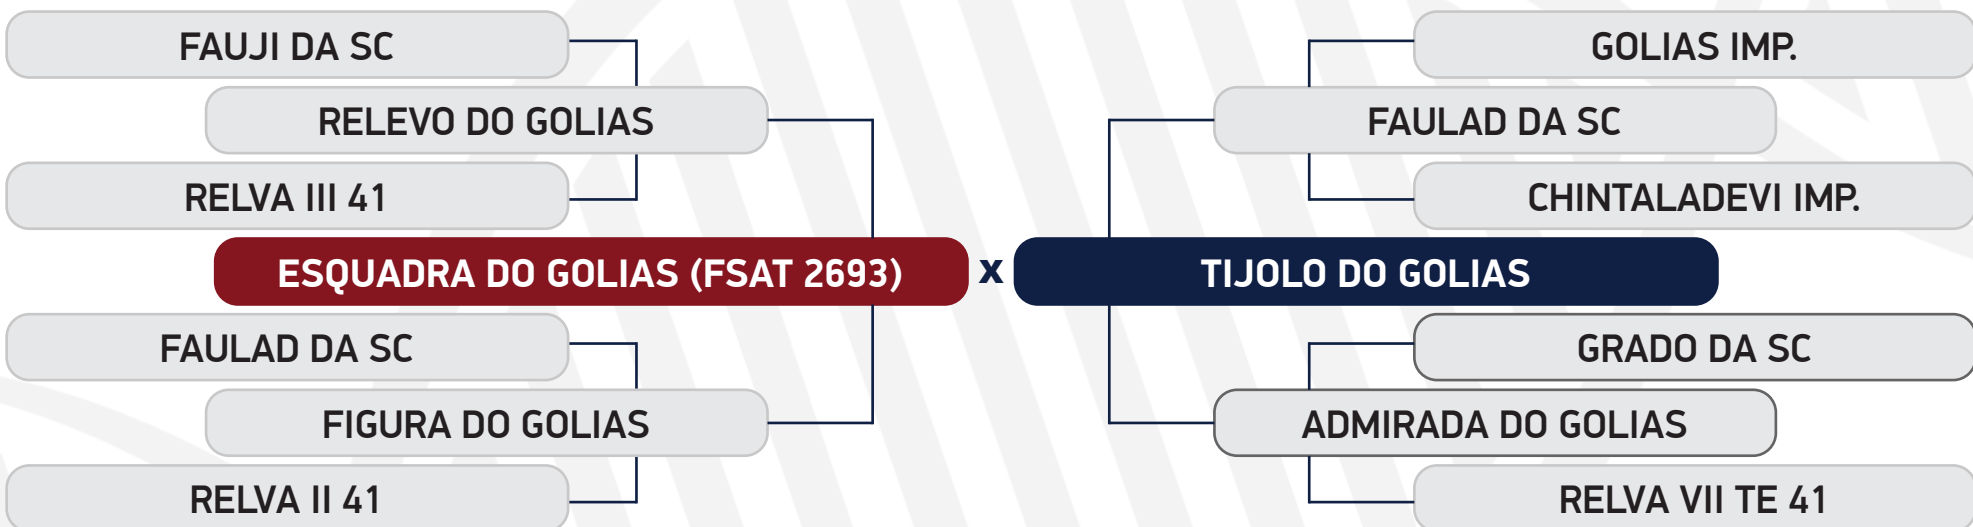 FAUJI DA SC
GOLIAS IMP.
RELEVO DO GOLIAS
FAULAD DA SC
RELVA III 41
CHINTALADEVI IMP.
ESQUADRA DO GOLIAS (FSAT 2693) x TIJOLO DO GOLIAS
FAULAD DA SC
GRADO DA SC
FIGURA DO GOLIAS
ADMIRADA DO GOLIAS
RELVA II 41
RELVA VII TE 41